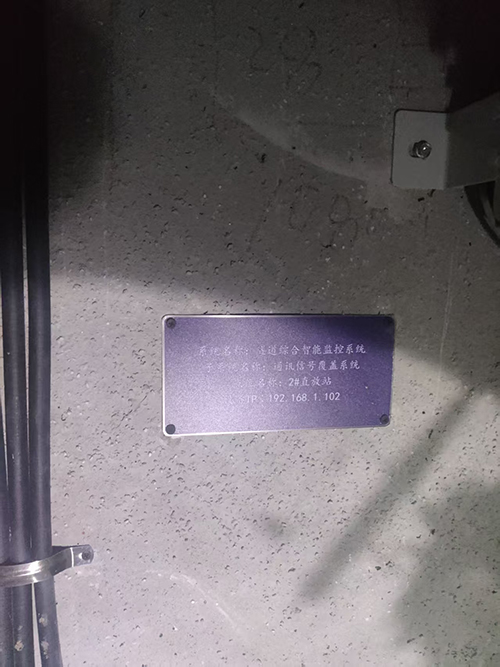 系统名称: 道综合智能监控系统
子系 名称: 通讯信号覆盖系统
名称: 2#直放站
IP: 192.168.1.102